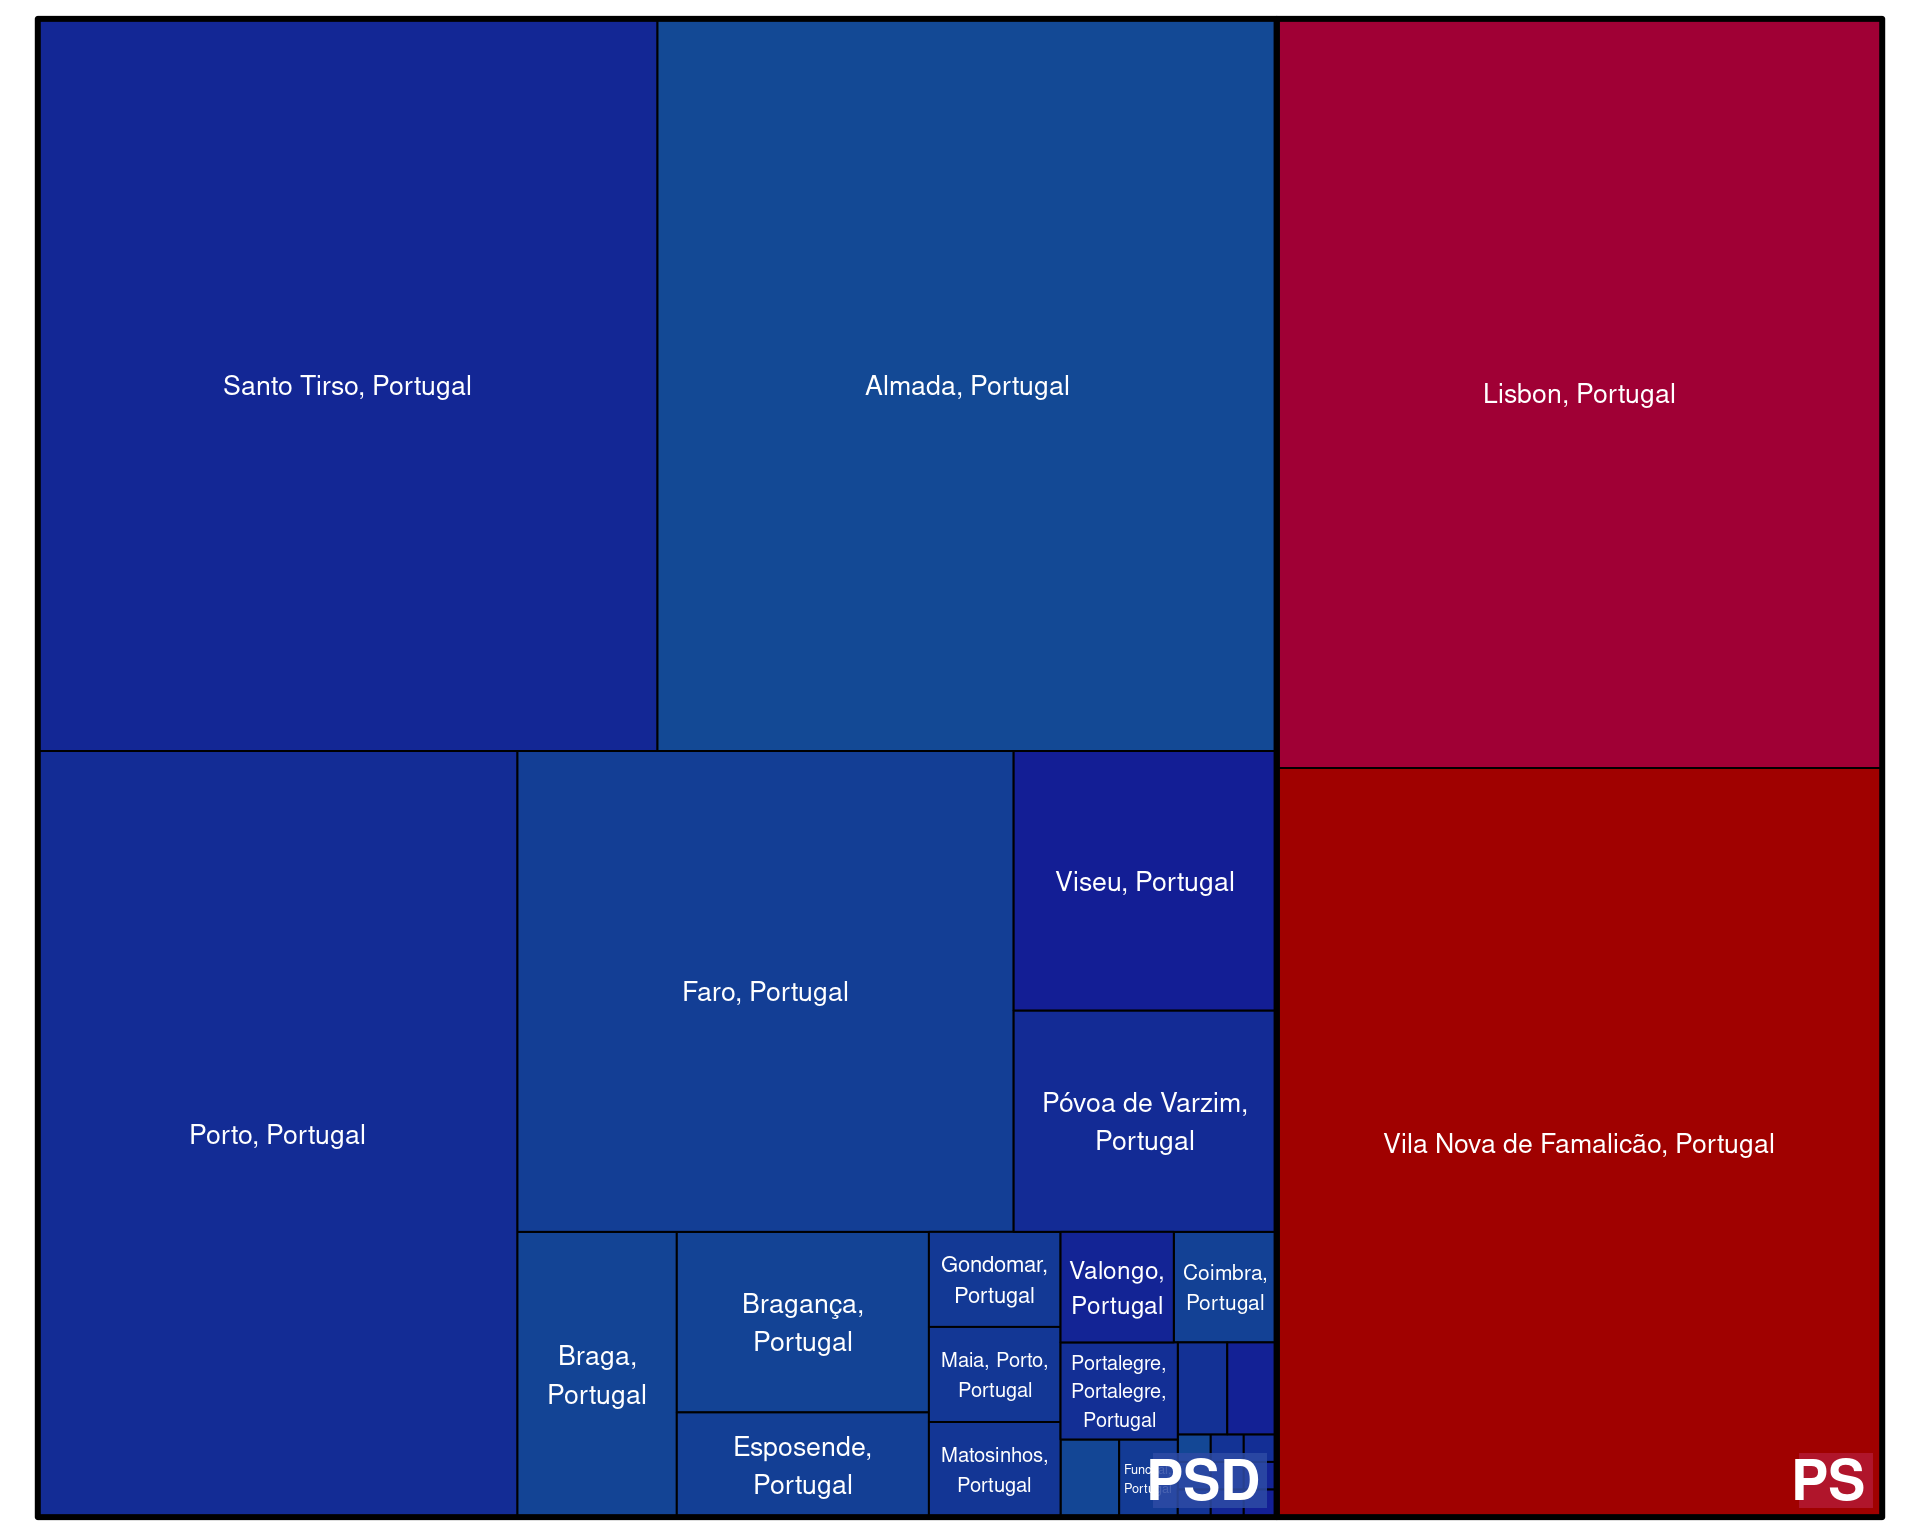 Santo Tirso, Portugal
Almada, Portugal
Lisbon, Portugal
Porto, Portugal
Faro, Portugal
Viseu, Portugal
Póvoa de Varzim,
Portugal
Vila Nova de Famalicão, Portugal
Braga,
Portugal
Bragança,
Portugal
Esposende,
Portugal
Gondomar,
Portugal
Maia, Porto,
Portugal
Matosinhos,
Portugal
Valongo,
Portugal
Coimbra,
Portugal
Portalegre,
Portalegre,
Portugal
Portugal
PSD
PS